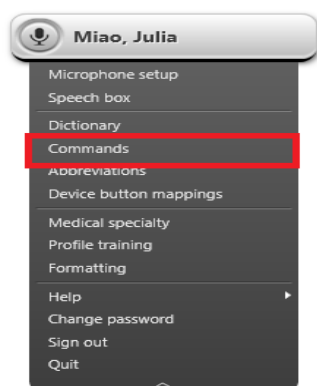 Miao, Julia
Microphone setup
Speech box
Dictionary
Commands
Abbreviations
Device button mappings
Medical specialty
Profile training
Formatting
Help
Change password
Sign out
Quit